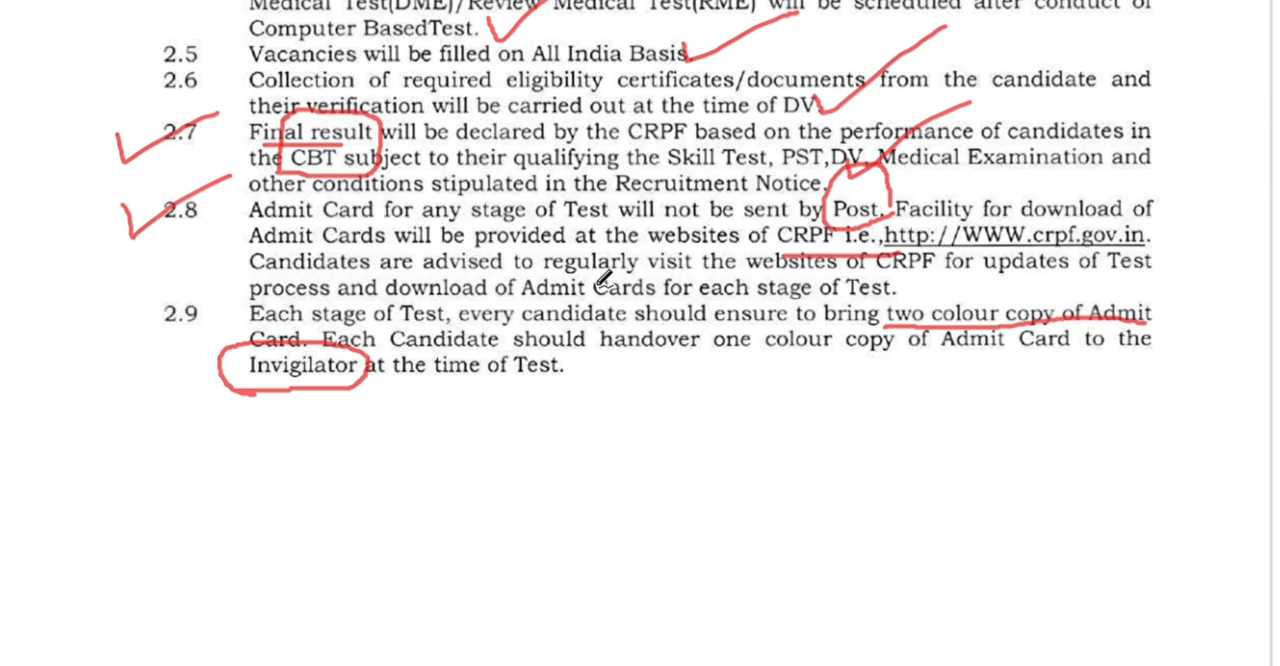 Medical Test(DME)/Review Medical Test(RME) will be scheduled after conduct of
Computer BasedTest.
2.5 Vacancies will be filled on All India Basis.
2.6 Collection of required eligibility certificates/documents from the candidate and
their verification will be carried out at the time of DV.
2.7 Final result will be declared by the CRPF based on the performance of candidates in
the CBT subject to their qualifying the Skill Test, PST,DV, Medical Examination and
other conditions stipulated in the Recruitment Notice.
2.8 Admit Card for any stage of Test will not be sent by Post. Facility for download of
Admit Cards will be provided at the websites of CRPF i.e.,http://WWW.crpf.gov.in.
Candidates are advised to regularly visit the websites of CRPF for updates of Test
process and download of Admit Cards for each stage of Test.
2.9 Each stage of Test, every candidate should ensure to bring two colour copy of Admit
Card. Each Candidate should handover one colour copy of Admit Card to the
Invigilator at the time of Test.